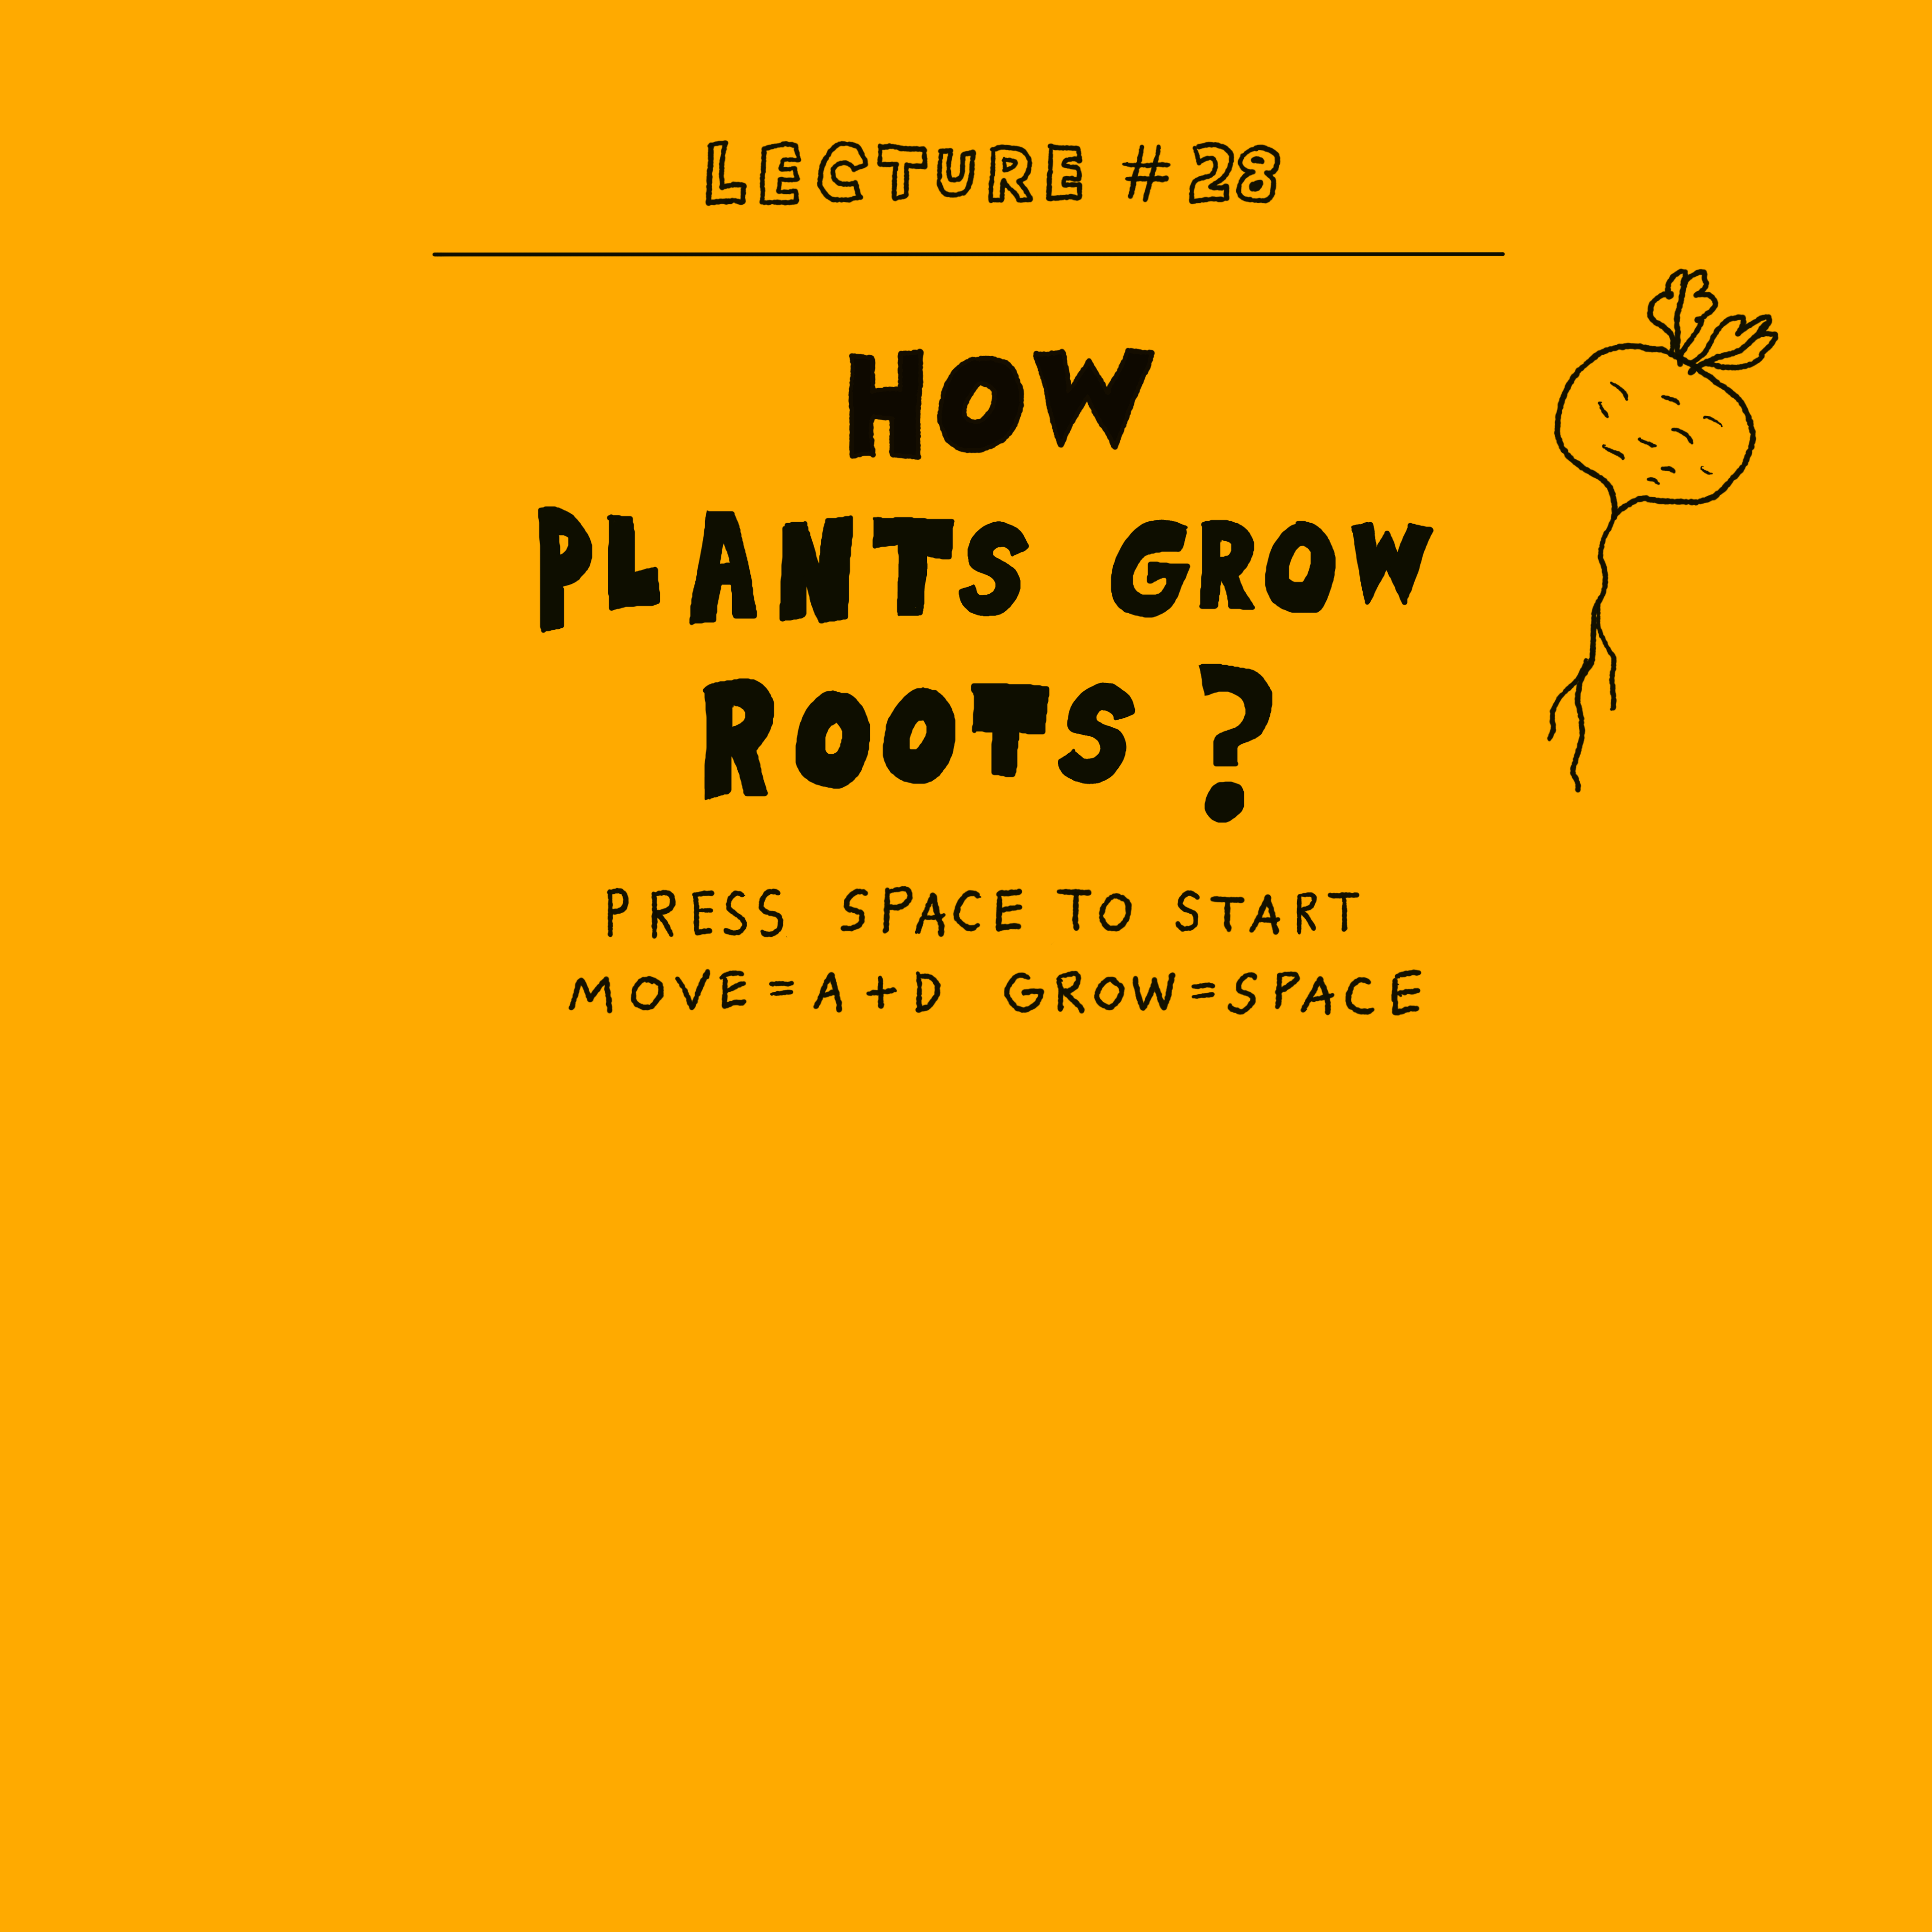 LECTURE #28
HOW
PLANTS GROW
ROOTS?
PRESS SPACE TO START
MOVE=A+D GROW=SPACE